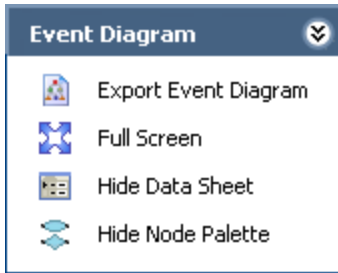 Event Diagram
Export Event Diagram
Full Screen
Hide Data Sheet
Hide Node Palette